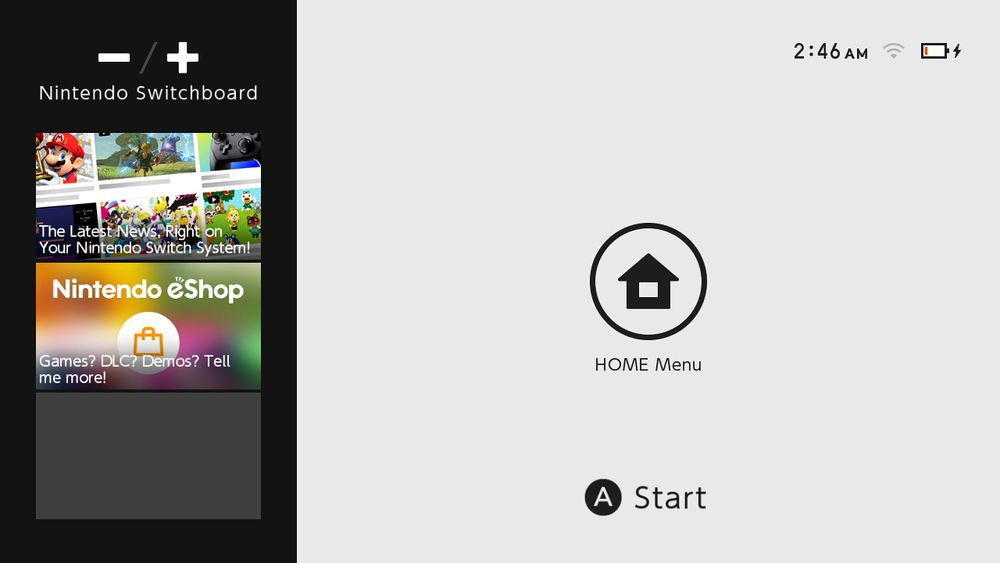 Nintendo Switchboard
The Latest News, Right on
Your Nintendo Switch System!
Nintendo eShop
Games? DLC? Demos? Tell
me more!
2:46 AM
HOME Menu
A Start